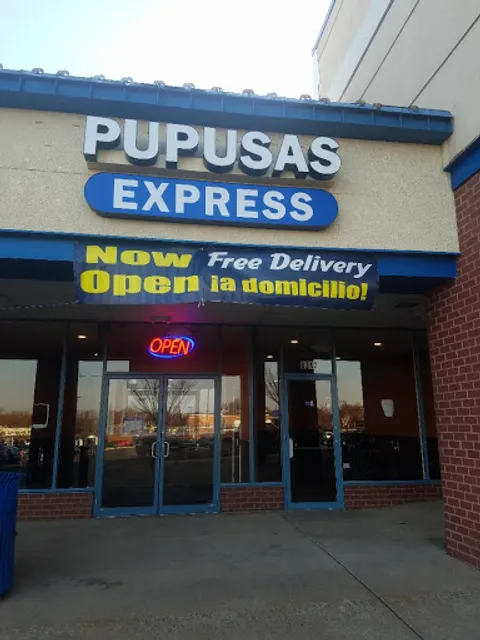 PUPUSAS
EXPRESS
Now Free Delivery
Open ¡a domicilio!
OPEN